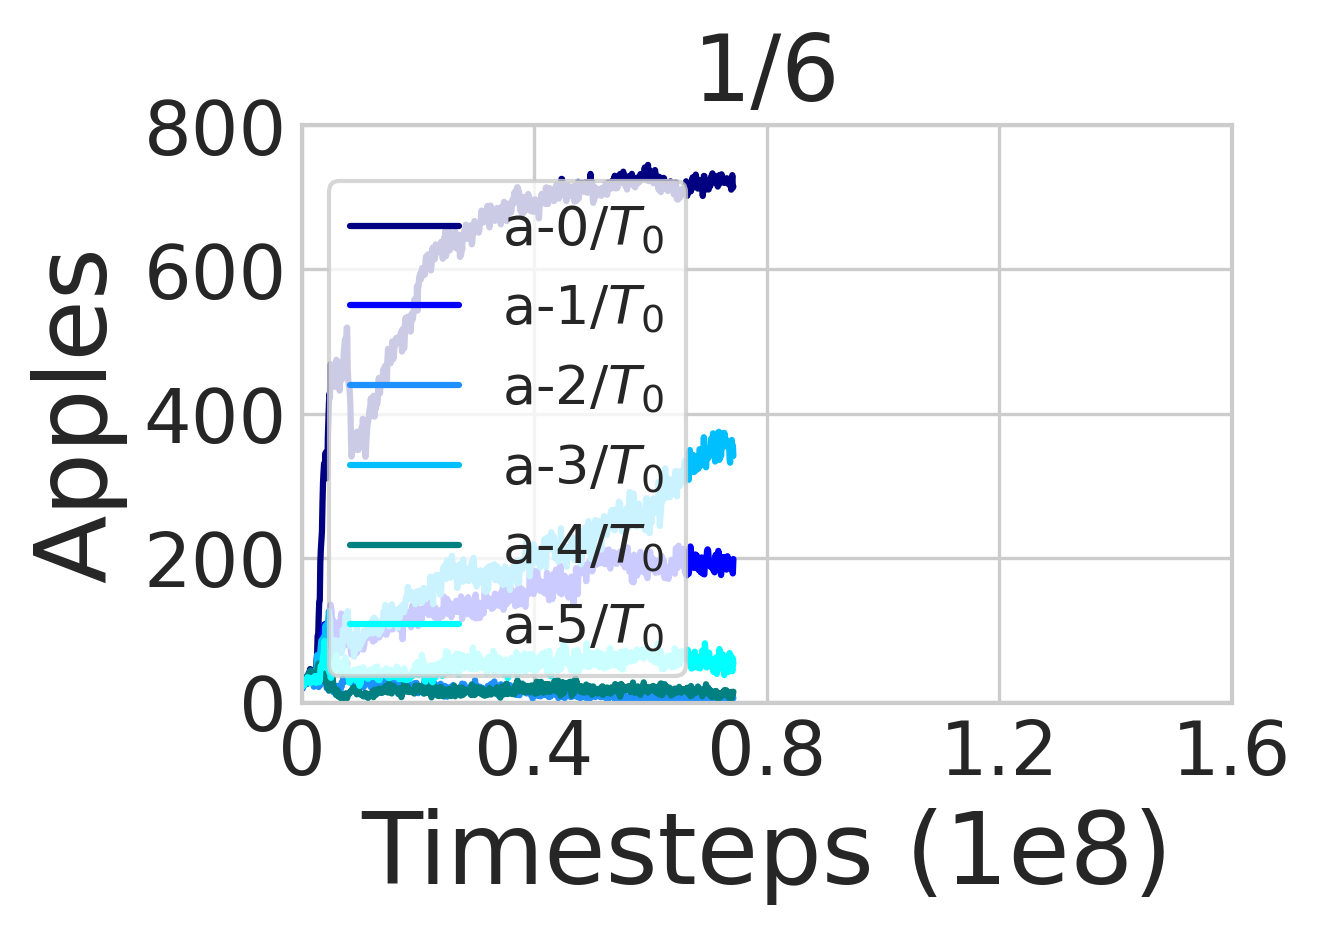 1/6
800
600
400
200
0
Apples
a-0/T₀
a-1/T₀
a-2/T₀
a-3/T₀
a-4/T₀
a-5/T₀
0 0.4 0.8 1.2 1.6
Timesteps (1e8)